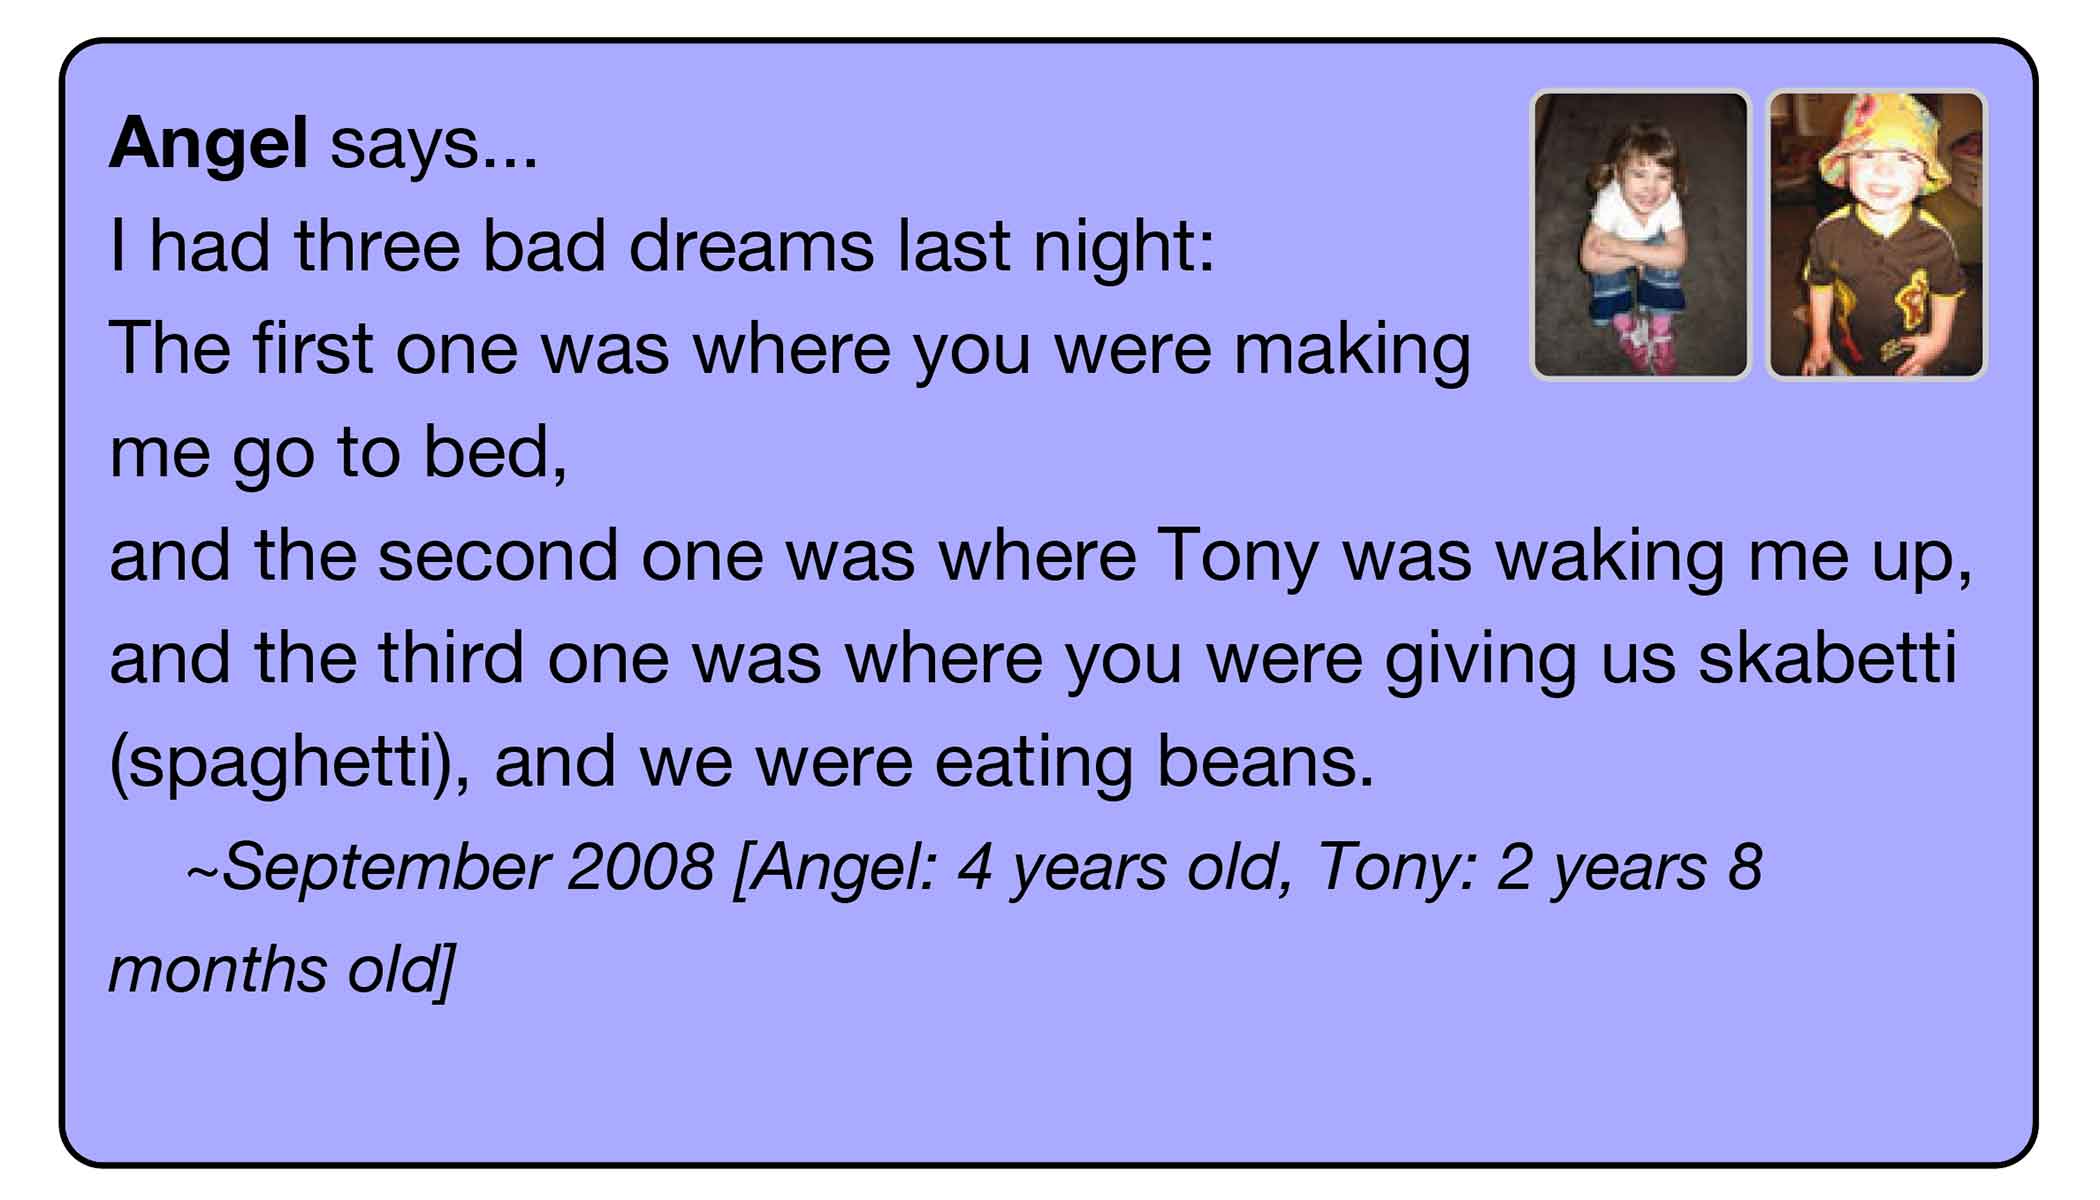 Angel says...
I had three bad dreams last night:
The first one was where you were making
me go to bed,
and the second one was where Tony was waking me up,
and the third one was where you were giving us skabetti
(spaghetti), and we were eating beans.
~September 2008 [Angel: 4 years old, Tony: 2 years 8
months old]